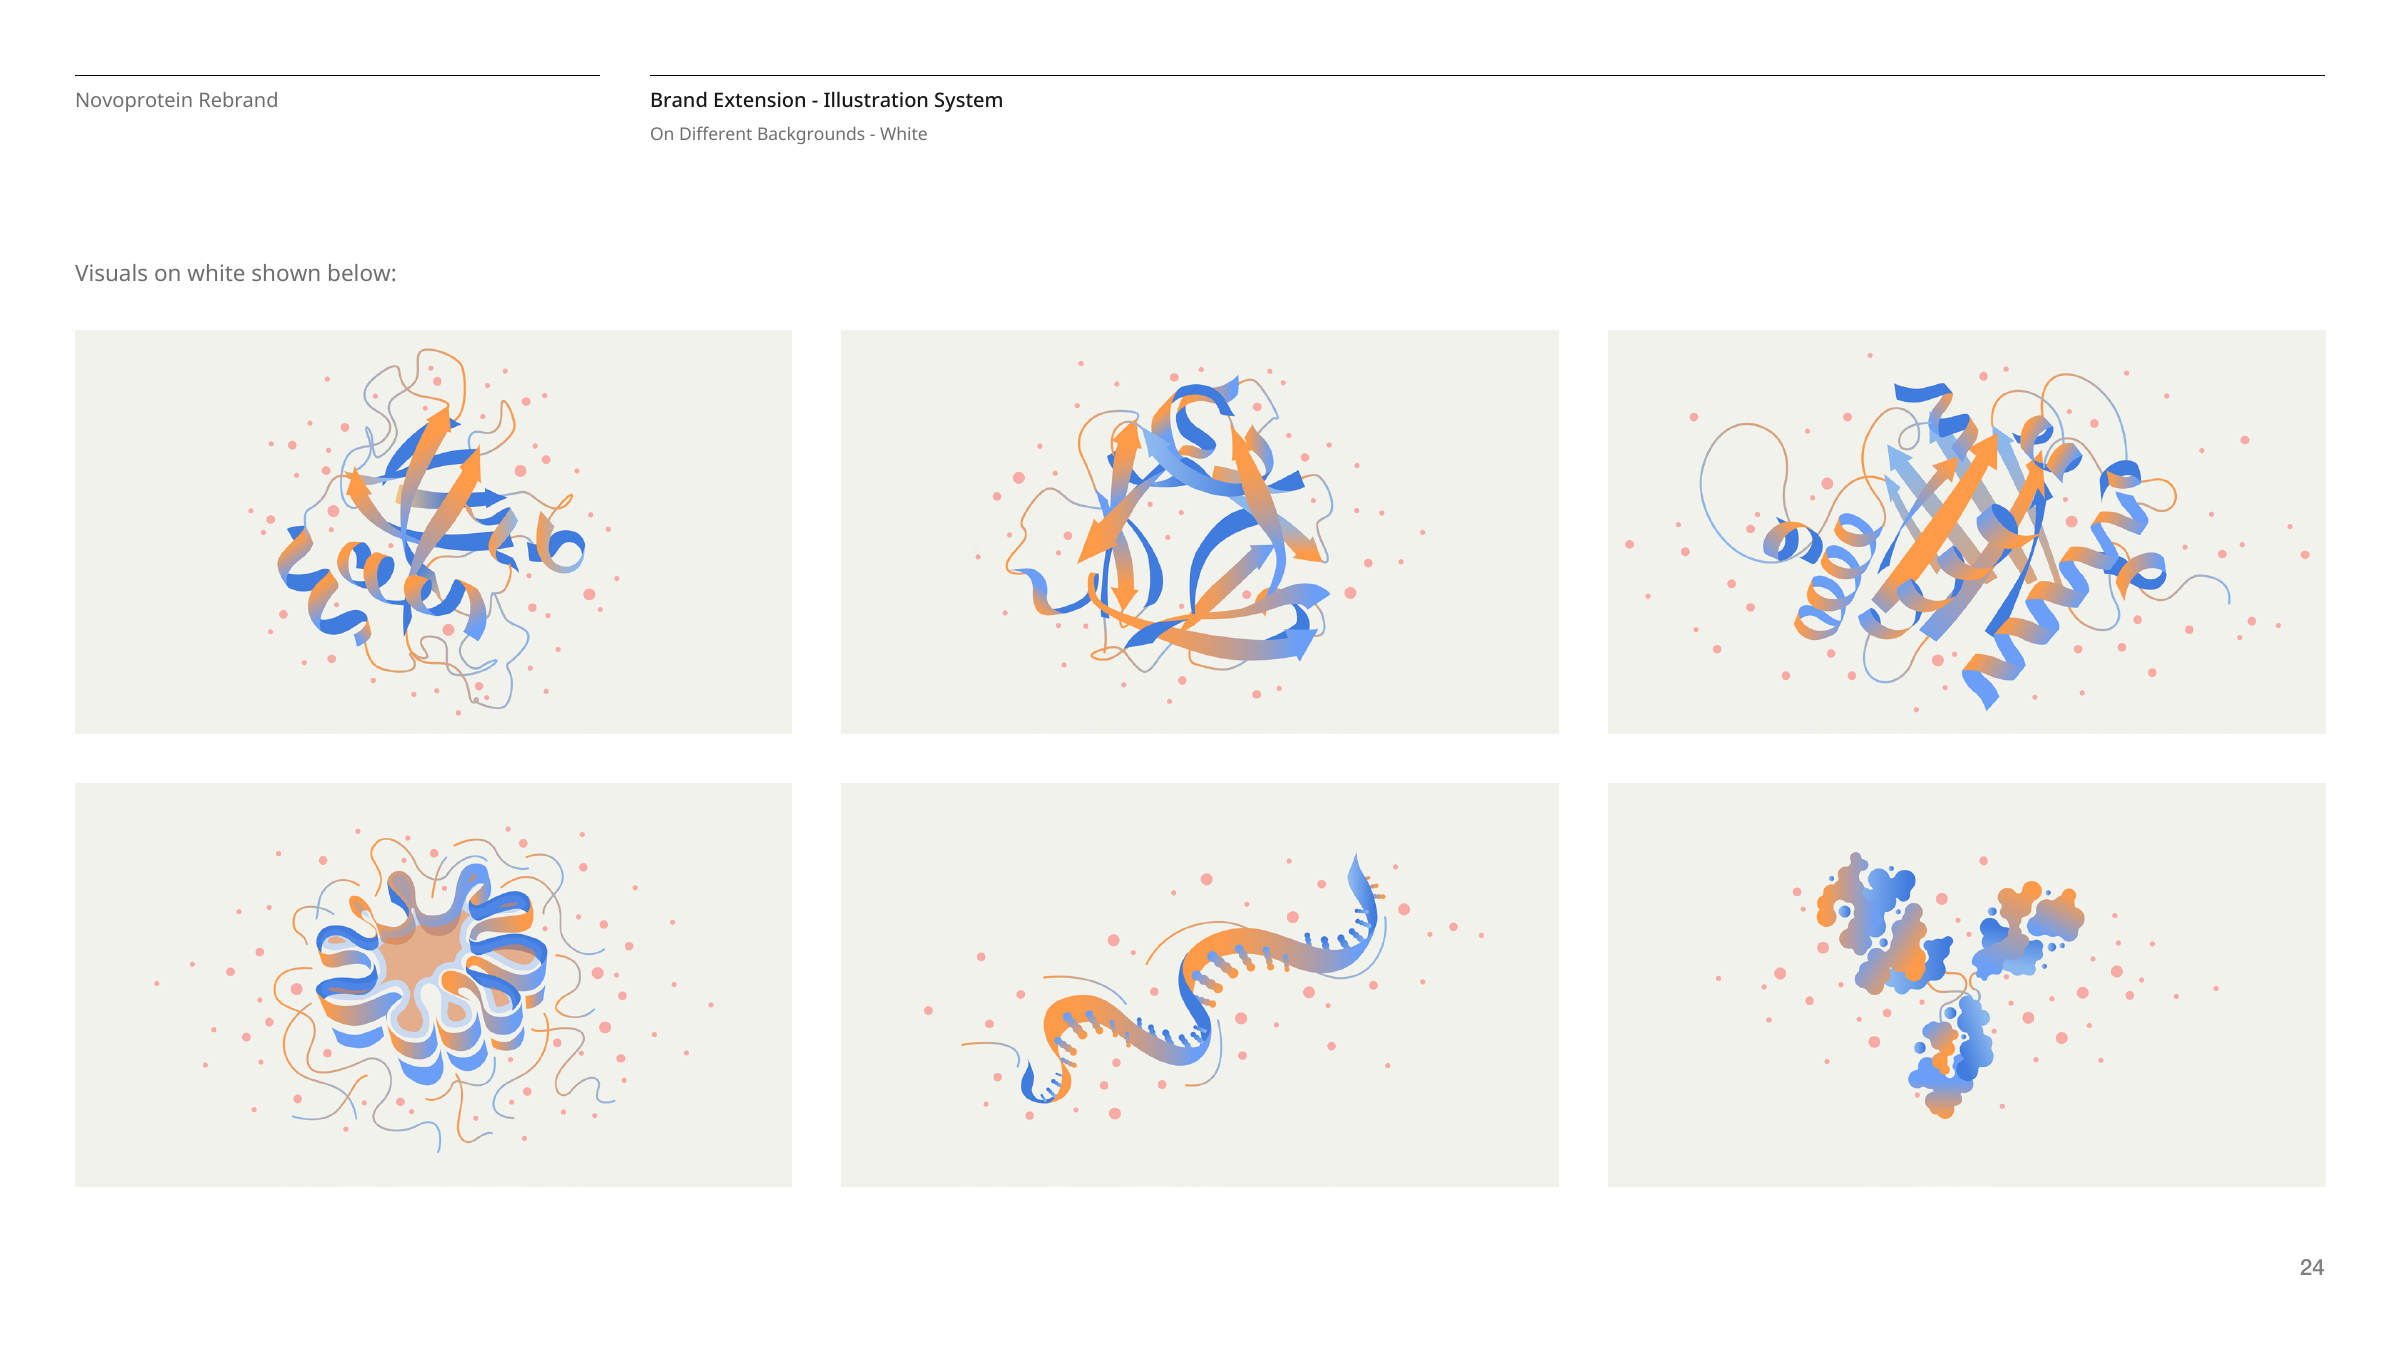 Novoprotein Rebrand
Brand Extension - Illustration System
On Different Backgrounds - White
Visuals on white shown below:
24